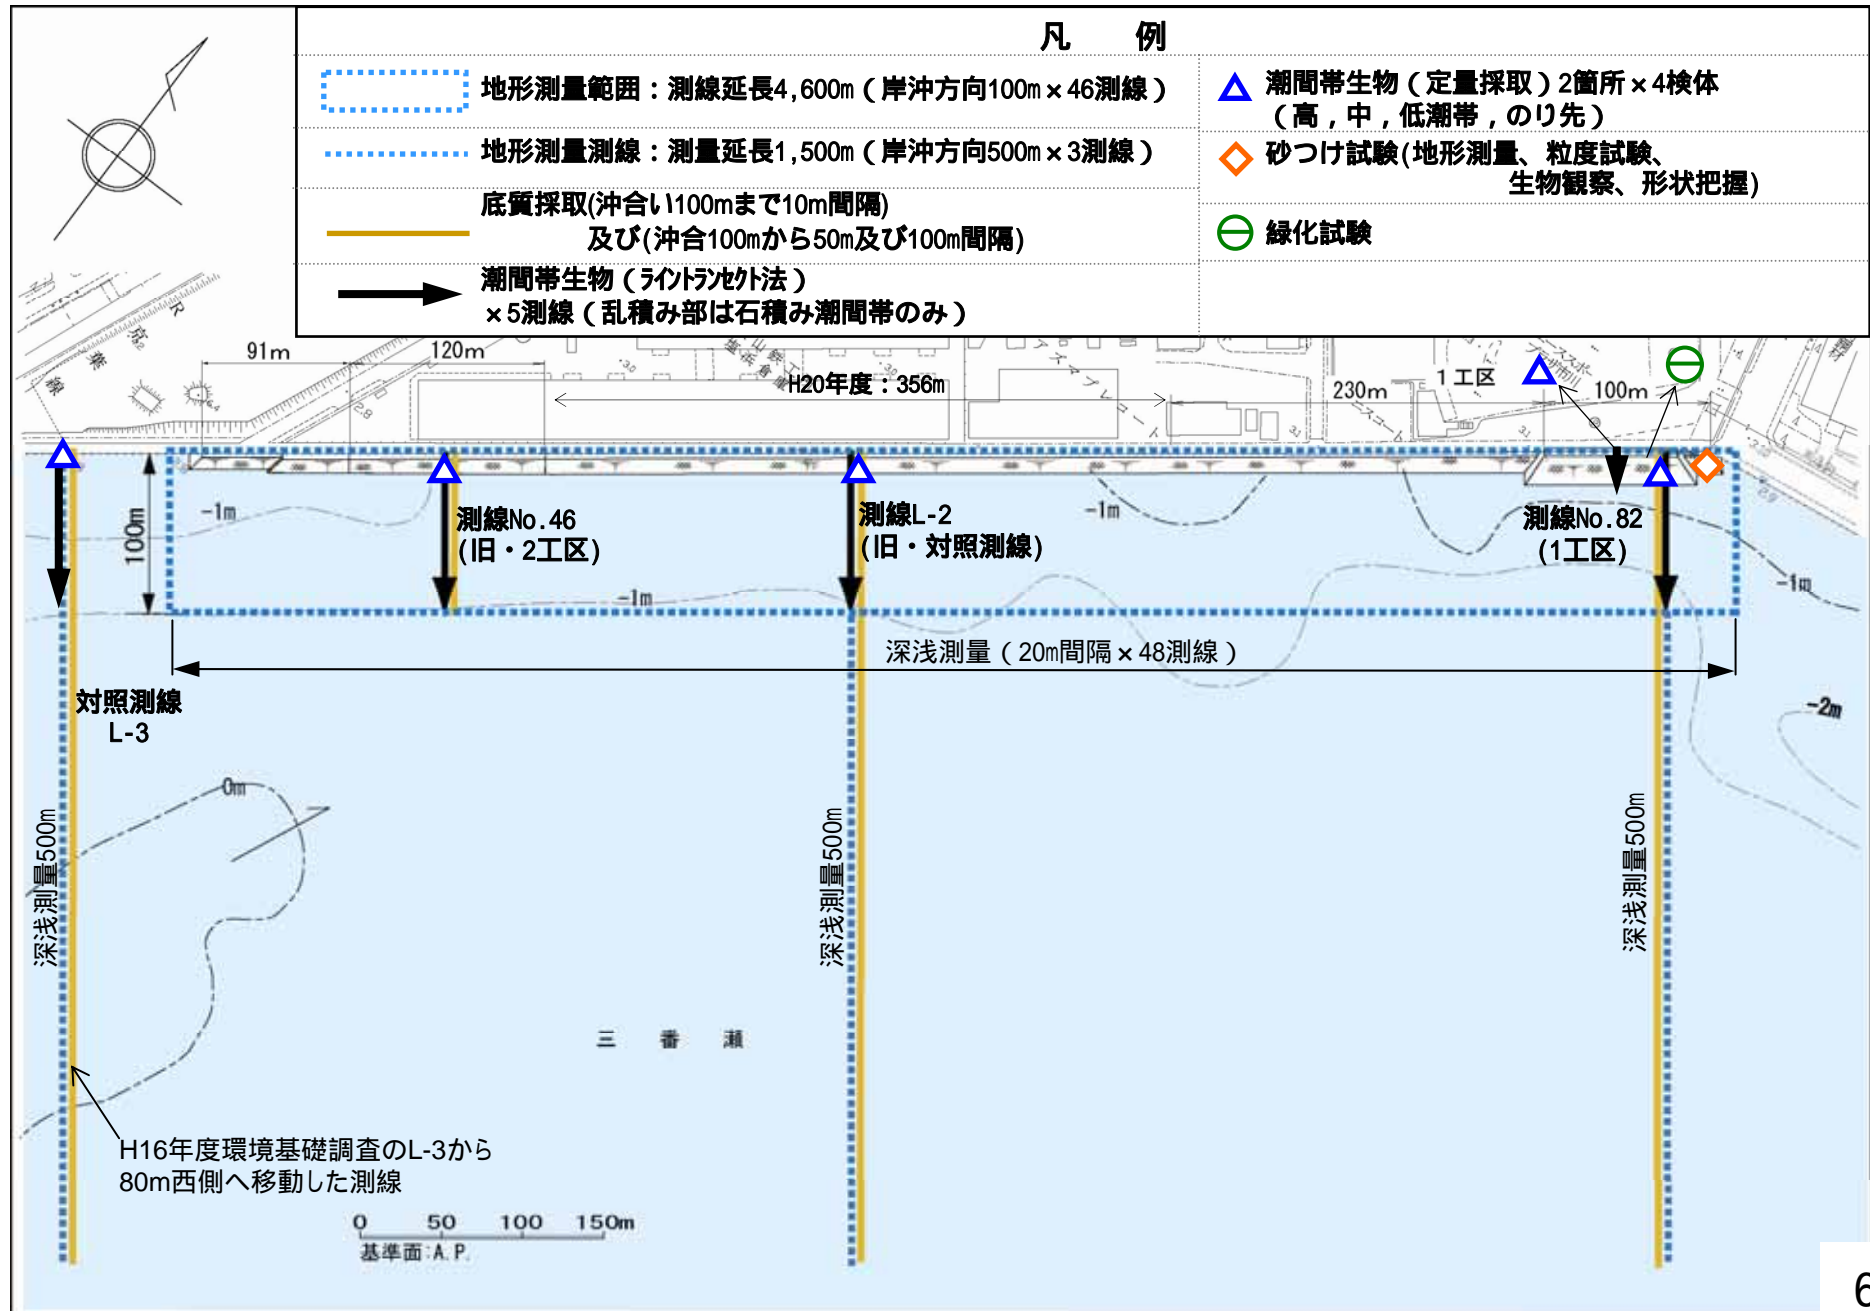 凡 例
地形測量範囲：測線延長4,600m（岸沖方向100m×46測線）
地形測量測線：測量延長1,500m（岸沖方向500m×3測線）
底質採取(沖合い100mまで10m間隔)
及び(沖合100mから50m及び100m間隔)
潮間帯生物（ﾗｲﾝﾄﾗﾝｾｸﾄ法）
×5測線（乱積み部は石積み潮間帯のみ）
潮間帯生物（定量採取）2箇所×4検体
（高，中，低潮帯，のり先）
砂つけ試験(地形測量、粒度試験、
生物観察、形状把握)
緑化試験
京葉線
91m
120m
H20年度：356m
230m
1工区
100m
100m
-1m
測線No.46
(旧・2工区)
測線L-2
(旧・対照測線)
-1m
測線No.82
(1工区)
-1m
-1m
深浅測量（20m間隔×48測線）
対照測線
L-3
-2m
0m
深浅測量500m
深浅測量500m
深浅測量500m
三 番 瀬
H16年度環境基礎調査のL-3から
80m西側へ移動した測線
0 50 100 150m
基準面:A.P.
6